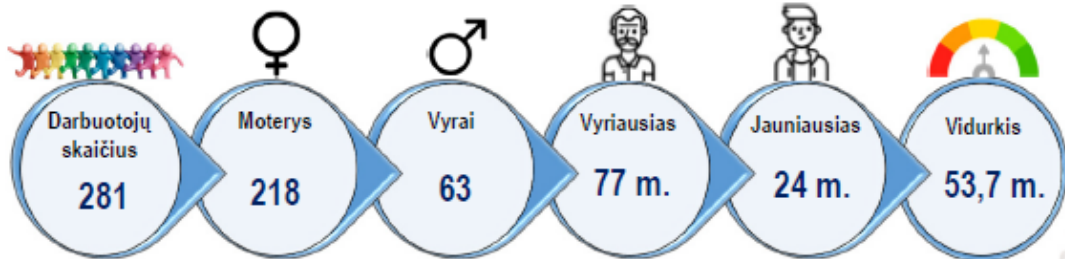 Darbuotojų
skaičius
281
Moterys
218
Vyrai
63
Vyriausias
77 m.
Jauniausias
24 m.
Vidurkis
53,7 m.